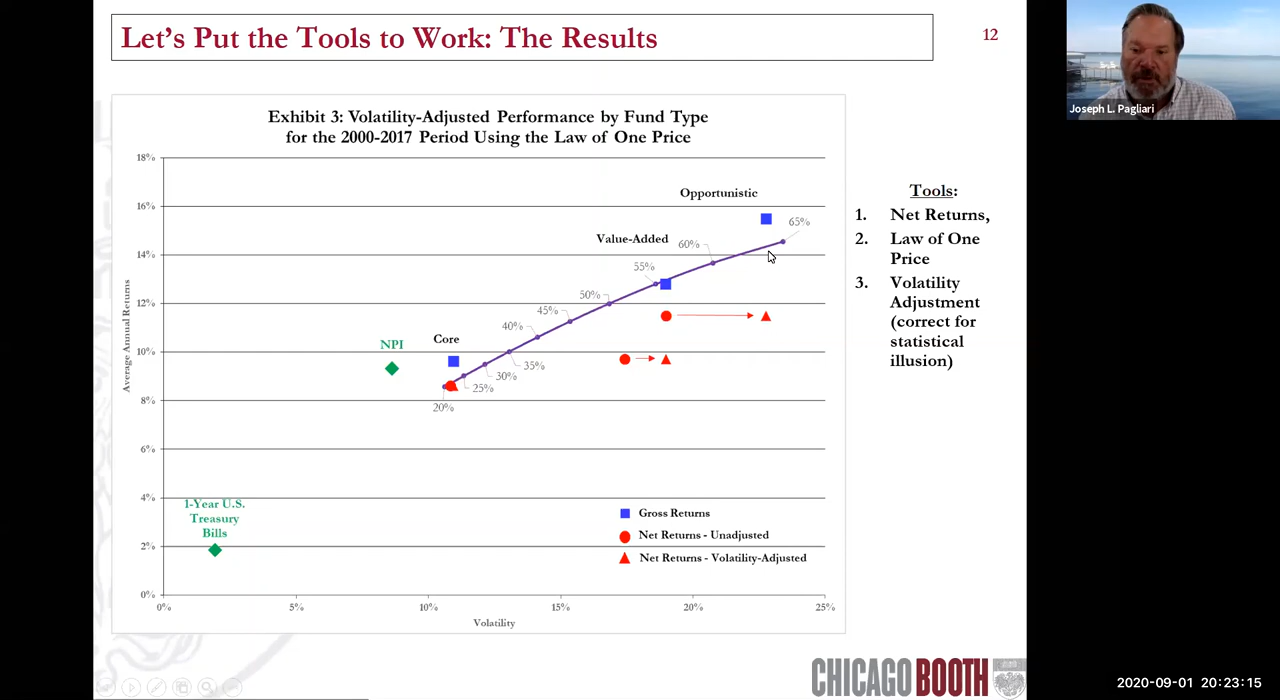 Let's Put the Tools to Work: The Results
12
Joseph L. Pagliari
Exhibit 3: Volatility-Adjusted Performance by Fund Type
for the 2000-2017 Period Using the Law of One Price
18%
16%
14%
12%
10%
8%
6%
4%
2%
0%
Average Annual Returns
0%
5%
10%
15%
20%
25%
Volatility
Opportunistic
65%
Value-Added
60%
55%
50%
45%
40%
Core
35%
30%
25%
20%
NPI
1-Year U.S.
Treasury
Bills
Gross Returns
Net Returns - Unadjusted
Net Returns - Volatility-Adjusted
Tools:
1. Net Returns,
2. Law of One
Price
3. Volatility
Adjustment
(correct for
statistical
illusion)
CHICAGO BOOTH
2020-09-01 20:23:15